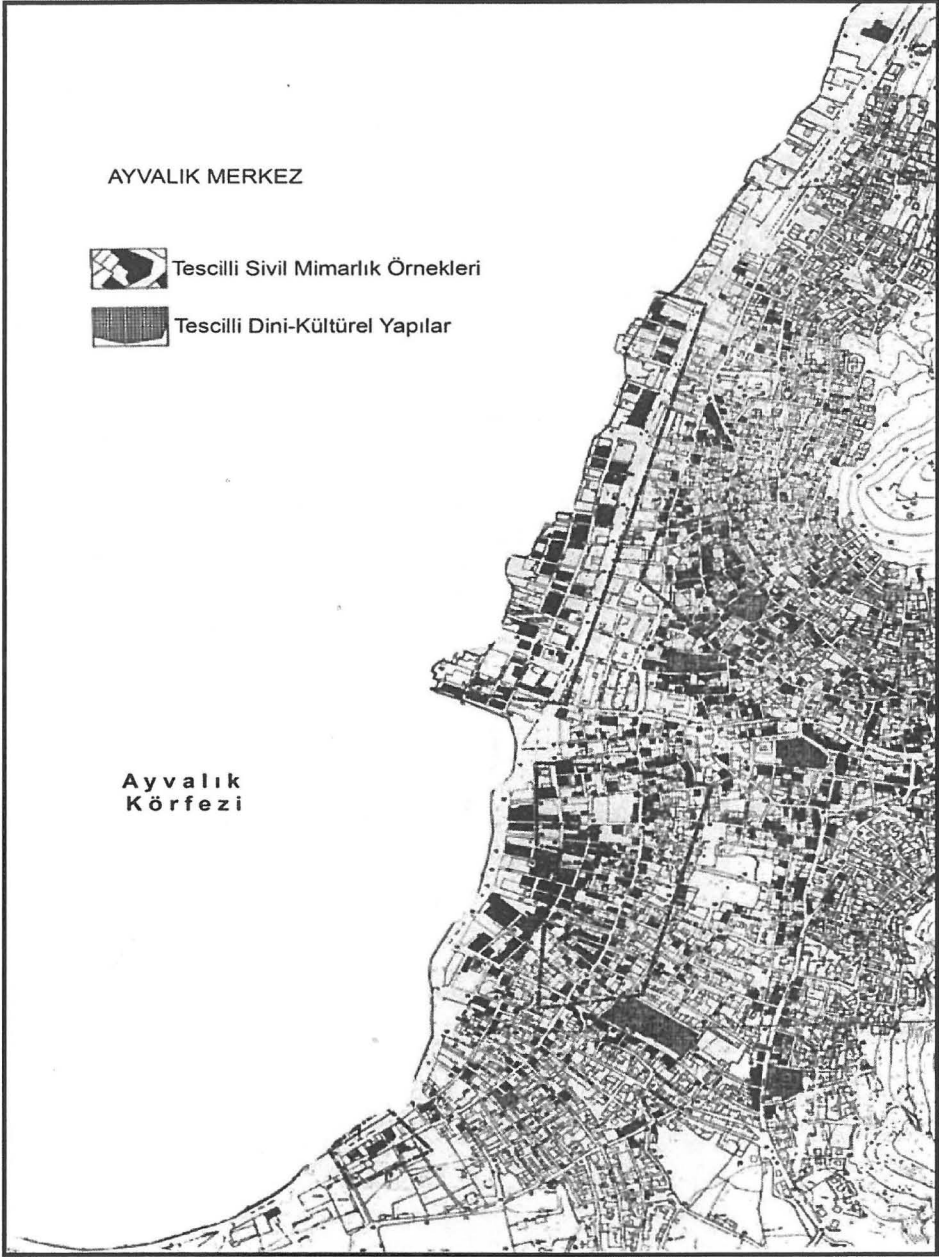 AYVALIK MERKEZ
Tescilli Sivil Mimarlık Örnekleri
Tescilli Dini-Kültürel Yapılar
Ayvalık
Körfezi